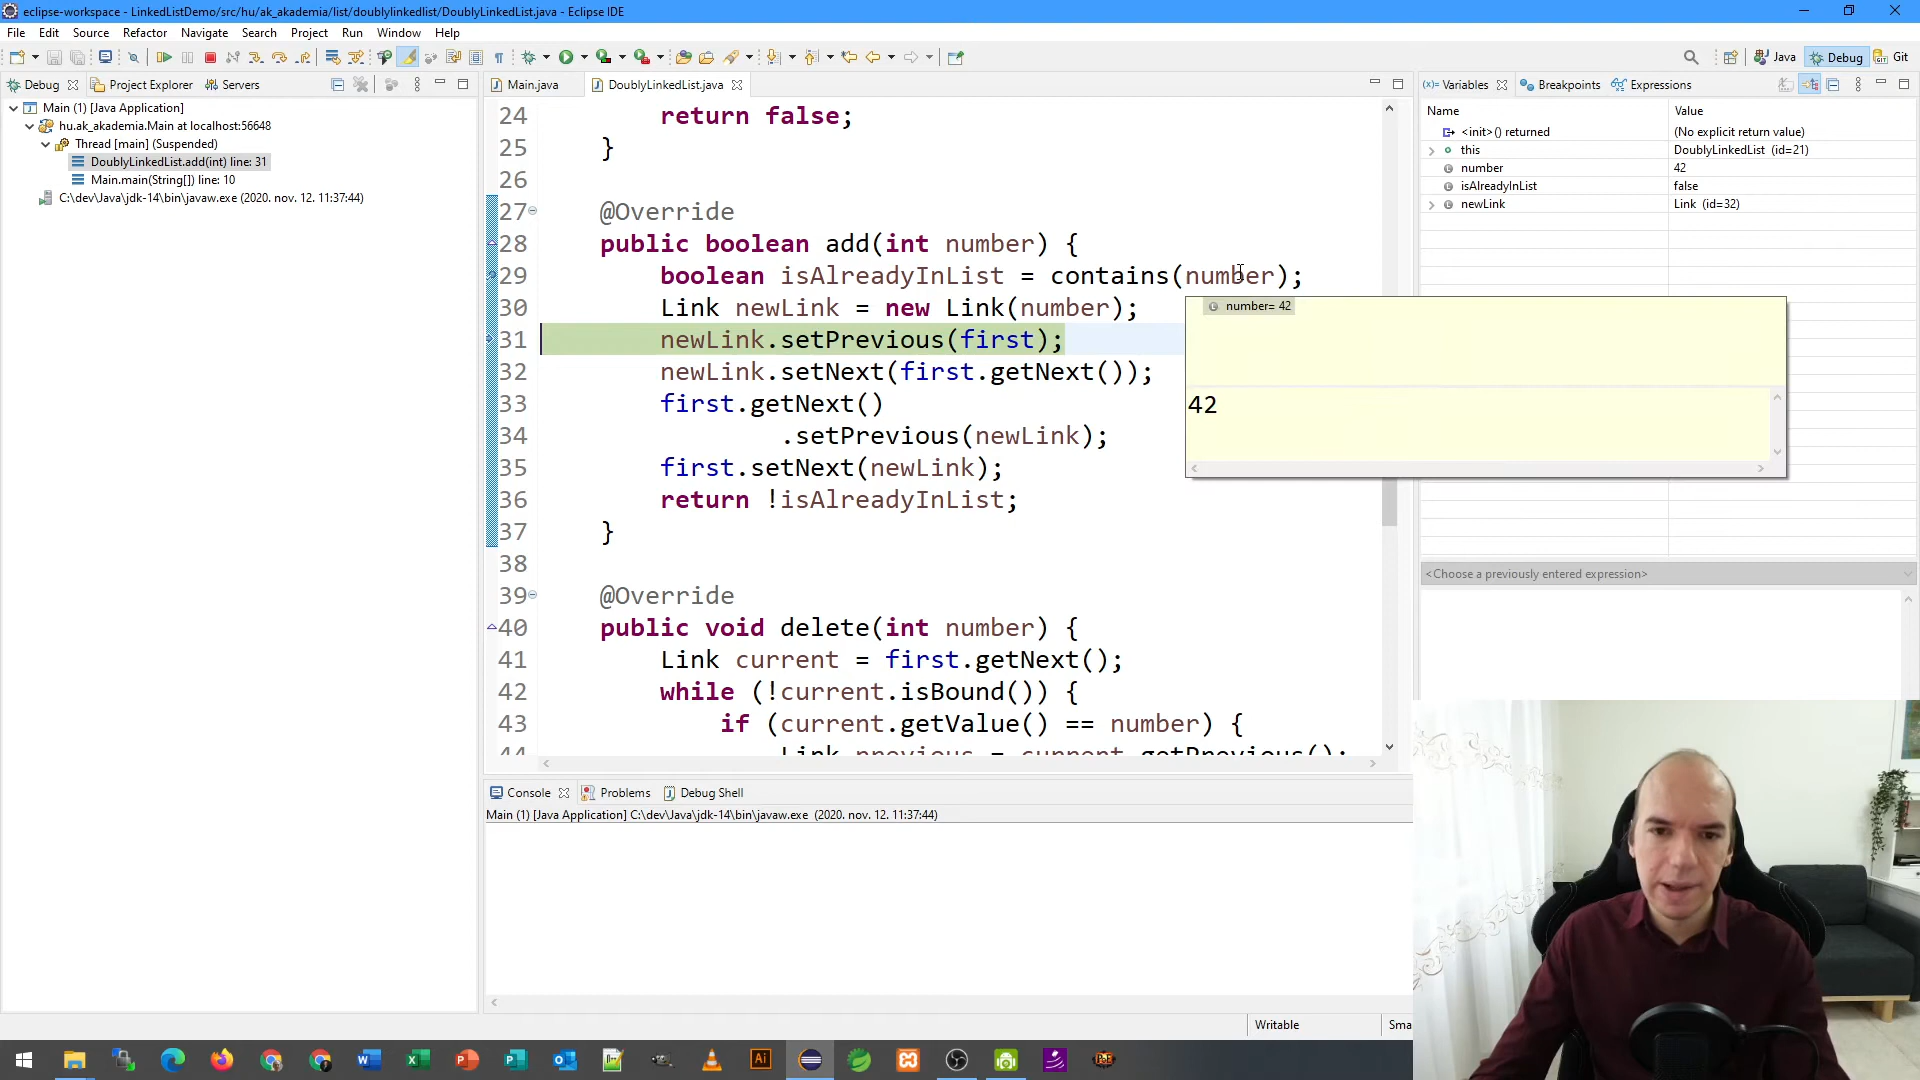 eclipse-workspace - LinkedListDemo/src/hu/ak_akademia/list/doublylinkedlist/DoublyLinkedList.java - Eclipse IDE
File Edit Source Refactor Navigate Search Project Run Window Help
Java Debug Git
Debug Project Explorer Servers
Main (1) [Java Application]
hu.ak_akademia.Main at localhost:56648
Thread [main] (Suspended)
DoublyLinkedList.add(int) line: 31
Main.main(String[]) line: 10
C:\dev\Java\jdk-14\bin\javaw.exe (2020. nov. 12. 11:37:44)
Main.java DoublyLinkedList.java
24 return false;
25 }
26
27 @Override
28 public boolean add(int number) {
29 boolean isAlreadyInList = contains(number);
30 Link newLink = new Link(number);
31 newLink.setPrevious(first);
32 newLink.setNext(first.getNext());
33 first.getNext()
34 .setPrevious(newLink);
35 first.setNext(newLink);
36 return !isAlreadyInList;
37 }
38
39 @Override
40 public void delete(int number) {
41 Link current = first.getNext();
42 while (!current.isBound()) {
43 if (current.getValue() == number) {
44 Link previous = current.getPrevious();
number= 42
42
(x)= Variables Breakpoints Expressions
Name Value
<init>() returned (No explicit return value)
this DoublyLinkedList (id=21)
number 42
isAlreadyInList false
newLink Link (id=32)
<Choose a previously entered expression>
Console Problems Debug Shell
Main (1) [Java Application] C:\dev\Java\jdk-14\bin\javaw.exe (2020. nov. 12. 11:37:44)
Writable Sma